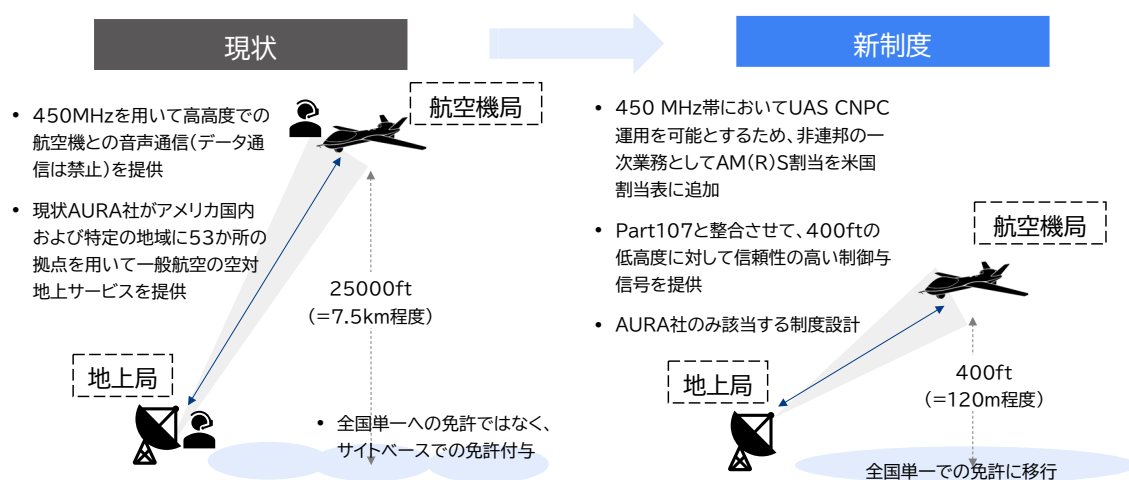 現状
• 450MHzを用いて高高度での
航空機との音声通信(データ通
信は禁止)を提供
• 現状AURA社がアメリカ国内
および特定の地域に53か所の
拠点を用いて一般航空の空対
地上サービスを提供
航空機局
25000ft
(=7.5km程度)
地上局
• 全国単一への免許ではなく、
サイトベースでの免許付与
新制度
• 450 MHz帯においてUAS CNPC
運用を可能とするため、非連邦の一
次業務としてAM(R)S割当を米国
割当表に追加
• Part107と整合させて、400ftの
低高度に対して信頼性の高い制御与
信号を提供
• AURA社のみ該当する制度設計
航空機局
地上局
400ft
(=120m程度)
全国単一での免許に移行